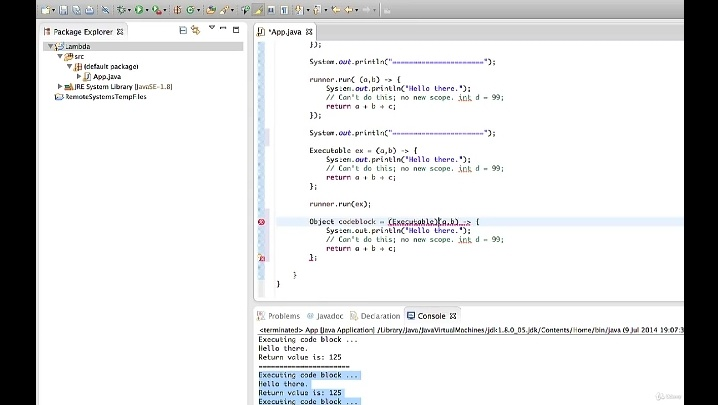 Package Explorer
Lambda
src
(default package)
App.java
JRE System Library [JavaSE-1.8]
RemoteSystemsTempFiles
*App.java
});
System.out.println("======================");
runner.run( (a,b) -> {
System.out.println("Hello there.");
// Can't do this; no new scope. int d = 99;
return a + b + c;
});
System.out.println("======================");
Executable ex = (a,b) -> {
System.out.println("Hello there.");
// Can't do this; no new scope. int d = 99;
return a + b + c;
};
runner.run(ex);
Object codeblock = (Executable)(a,b) -> {
System.out.println("Hello there.");
// Can't do this; no new scope. int d = 99;
return a + b + c;
};
}
}
Problems Javadoc Declaration Console
<terminated> App [Java Application] /Library/Java/JavaVirtualMachines/jdk1.8.0_05.jdk/Contents/Home/bin/java (9 Jul 2014 19:07:3
Executing code block ...
Hello there.
Return value is: 125
======================
Executing code block ...
Hello there.
Return value is: 125
Executing code block ...